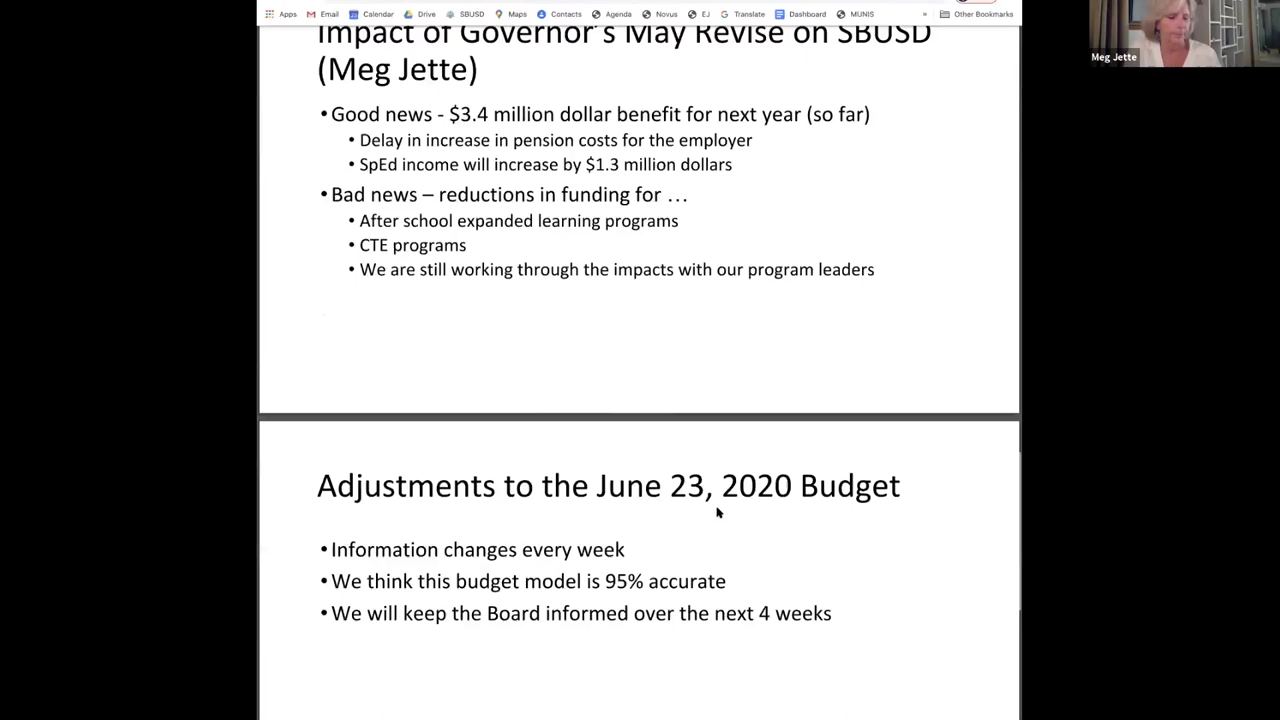 Apps Email Calendar Drive SBUSD Maps Contacts Agenda Novus EJ Translate Dashboard MUNIS » Other Bookmarks
Impact of Governor's May Revise on SBUSD
(Meg Jette)
• Good news - $3.4 million dollar benefit for next year (so far)
• Delay in increase in pension costs for the employer
• SpEd income will increase by $1.3 million dollars
• Bad news – reductions in funding for …
• After school expanded learning programs
• CTE programs
• We are still working through the impacts with our program leaders
Adjustments to the June 23, 2020 Budget
• Information changes every week
• We think this budget model is 95% accurate
• We will keep the Board informed over the next 4 weeks
Meg Jette